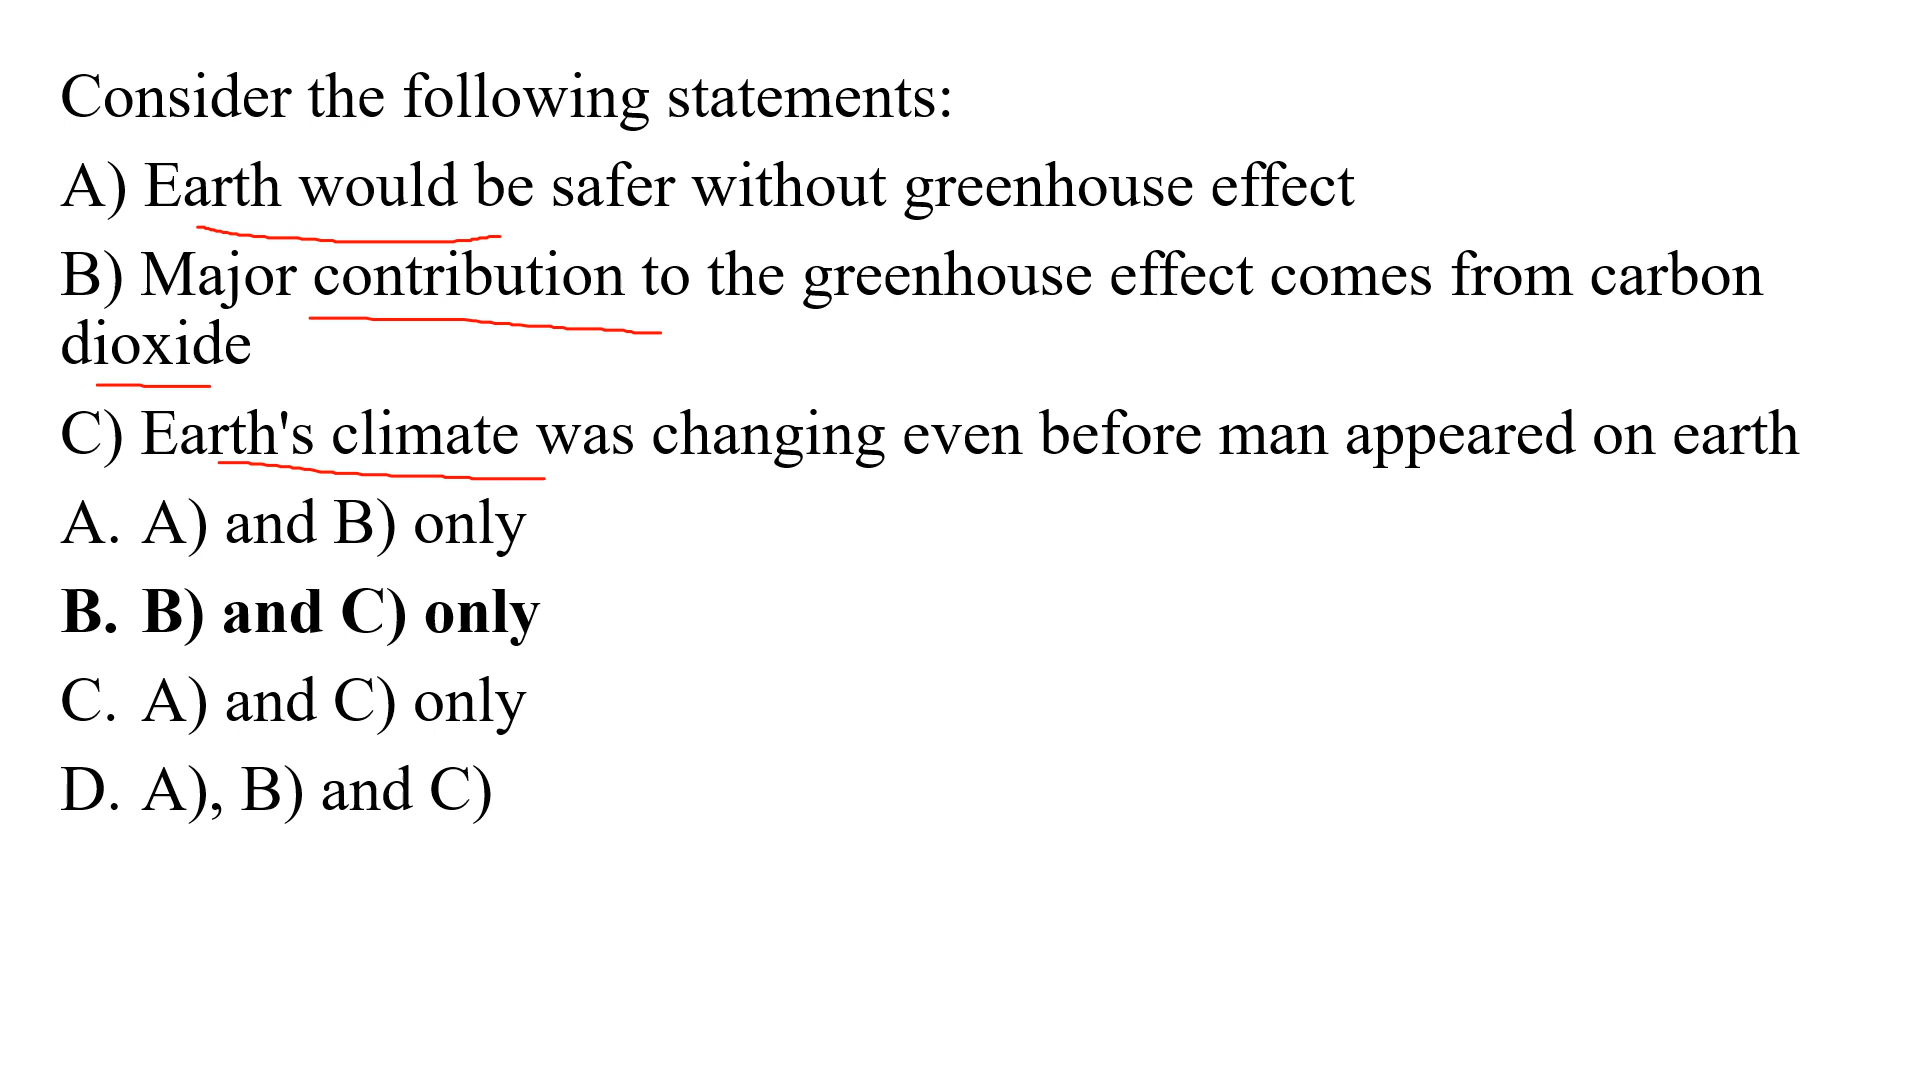 Consider the following statements:
A) Earth would be safer without greenhouse effect
B) Major contribution to the greenhouse effect comes from carbon
dioxide
C) Earth's climate was changing even before man appeared on earth
A. A) and B) only
B. B) and C) only
C. A) and C) only
D. A), B) and C)